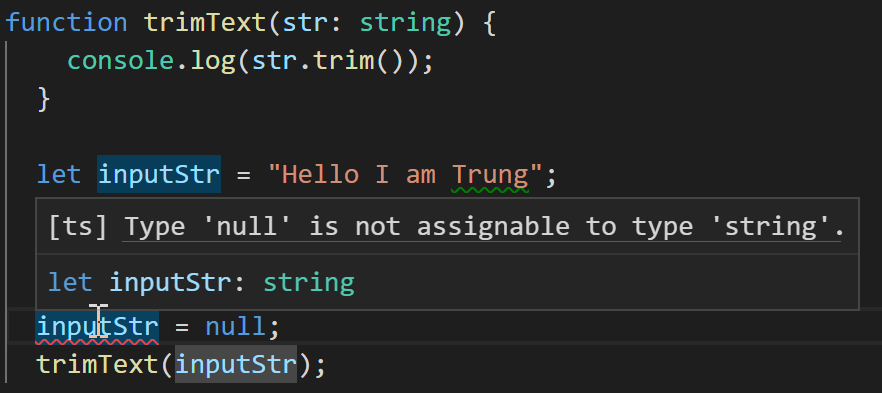 function trimText(str: string) {
console.log(str.trim());
}
let inputStr = "Hello I am Trung";
[ts] Type 'null' is not assignable to type 'string'.
let inputStr: string
inputStr = null;
trimText(inputStr);